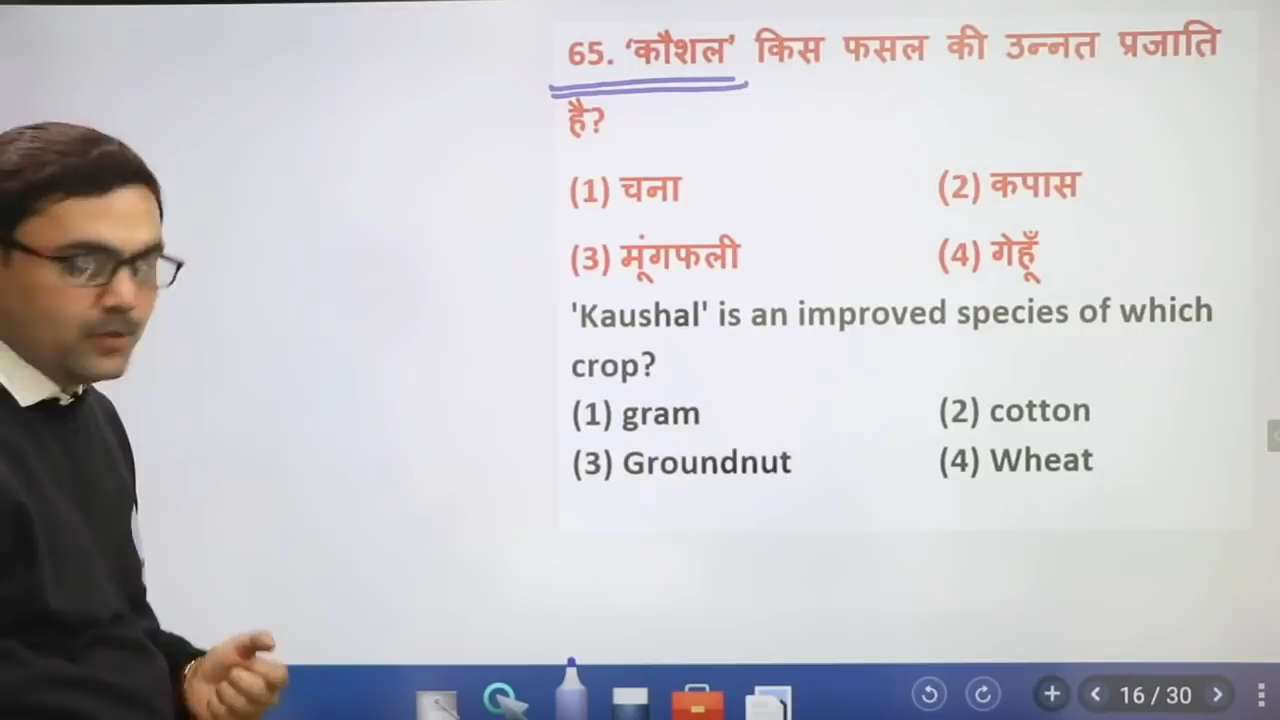 65. ‘कौशल’ किस फसल की उन्नत प्रजाति
है?
(1) चना (2) कपास
(3) मूंगफली (4) गेहूँ
'Kaushal' is an improved species of which
crop?
(1) gram (2) cotton
(3) Groundnut (4) Wheat
16 / 30